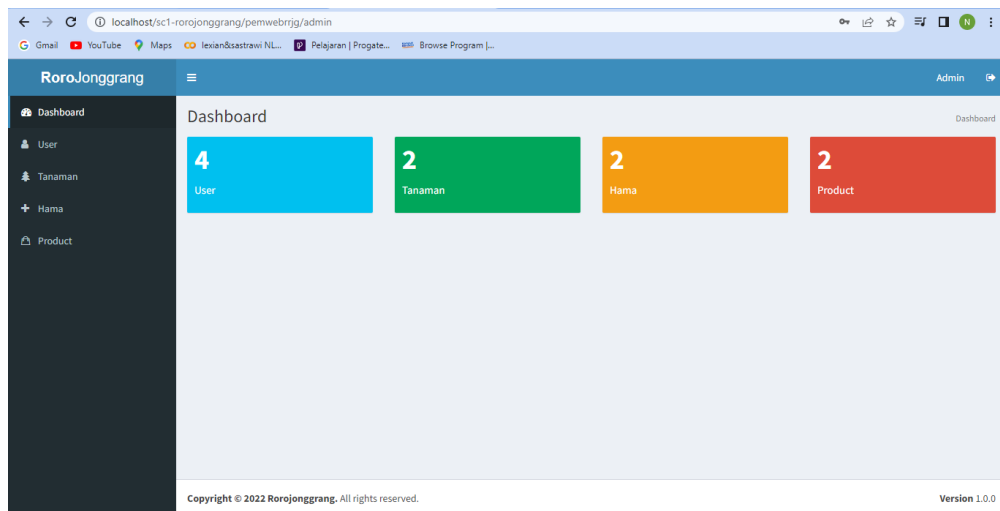 localhost/sc1-rorojonggrang/pemwebrrjg/admin
N
G Gmail YouTube Maps CO lexian&sastrawi NL... P Pelajaran | Progate... Browse Program |...
RoroJonggrang
Admin
Dashboard
User
Tanaman
Hama
Product
Dashboard
Dashboard
4
User
2
Tanaman
2
Hama
2
Product
Copyright © 2022 Rorojonggrang. All rights reserved.
Version 1.0.0